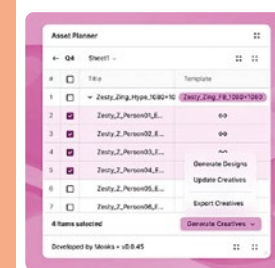 Asset Planner
← Q4 Sheet1
# Title Template
1 Zesty_Zing_Hype_1080×10 Zesty_Zing_FB_1080×1080
2 Zesty_Z_Person01_E...
3 Zesty_Z_Person02_E...
4 Zesty_Z_Person03_E...
5 Zesty_Z_Person04_E...
6 Zesty_Z_Person05_E...
7 Zesty_Z_Person06_E...
Generate Designs
Update Creatives
Export Creatives
4 items selected Generate Creatives
Developed by Monks • v0.6.45